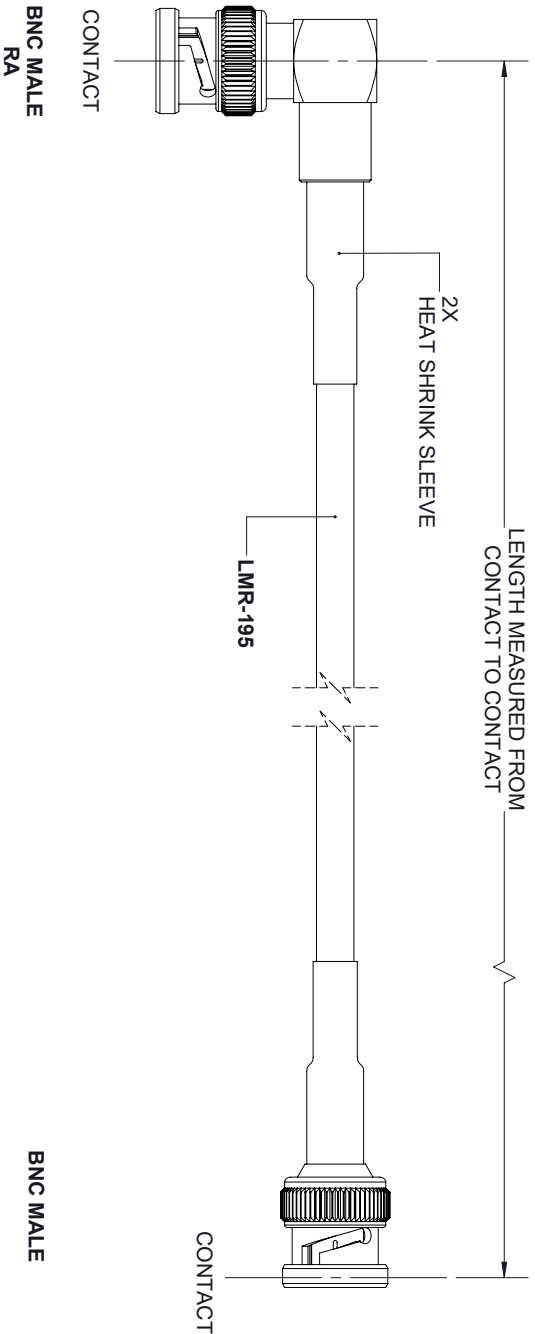 LENGTH MEASURED FROM
CONTACT TO CONTACT
2X
HEAT SHRINK SLEEVE
LMR-195
CONTACT
BNC MALE
RA
CONTACT
BNC MALE